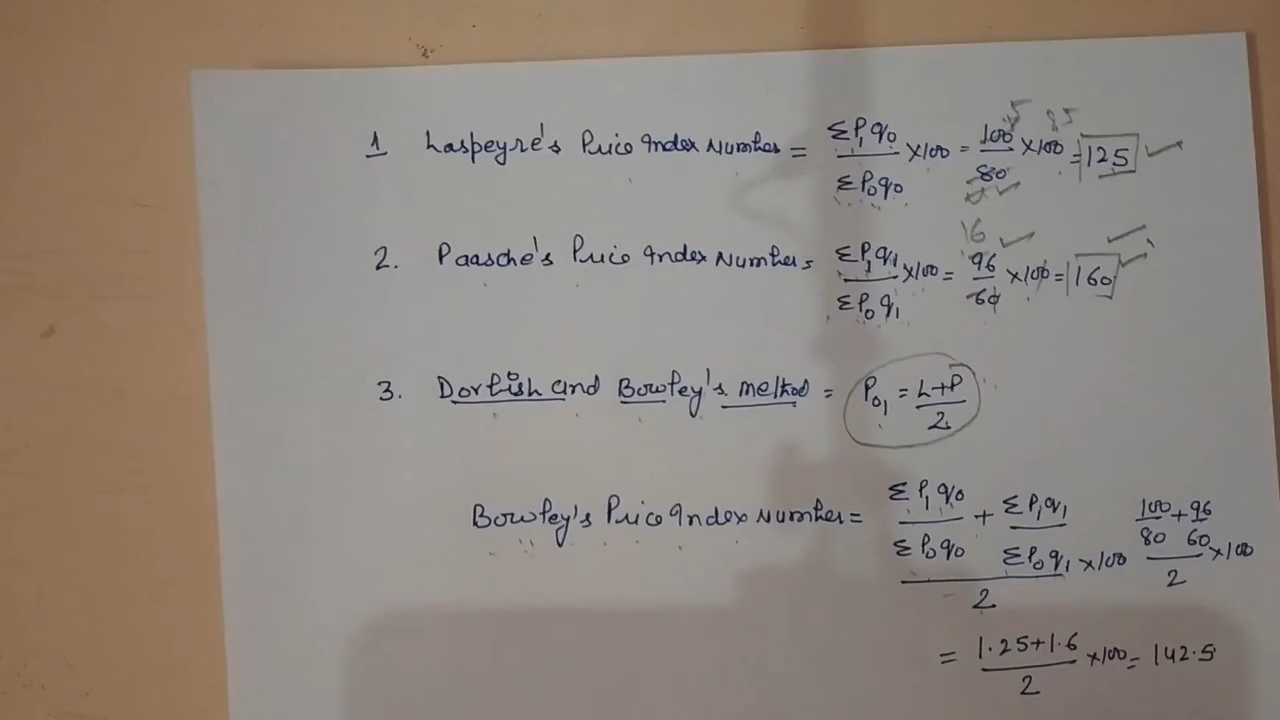 1 Laspeyre's Price Index Number = ΣP₁q₀/ΣP₀q₀ ×100 = 100/80 ×100 = 125 ✓
16
2. Paasche's Price Index Number = ΣP₁q₁/ΣP₀q₁ ×100 = 96/60 ×100 = 160 ✓
3. Dorbish and Bowley's method = P₀₁ = L+P/2
Bowley's Price Index Number = ΣP₁q₀/ΣP₀q₀ + ΣP₁q₁/ΣP₀q₁ / 2 ×100 100/80 + 96/60 / 2 ×100
= 1.25+1.6/2 ×100 = 142.5